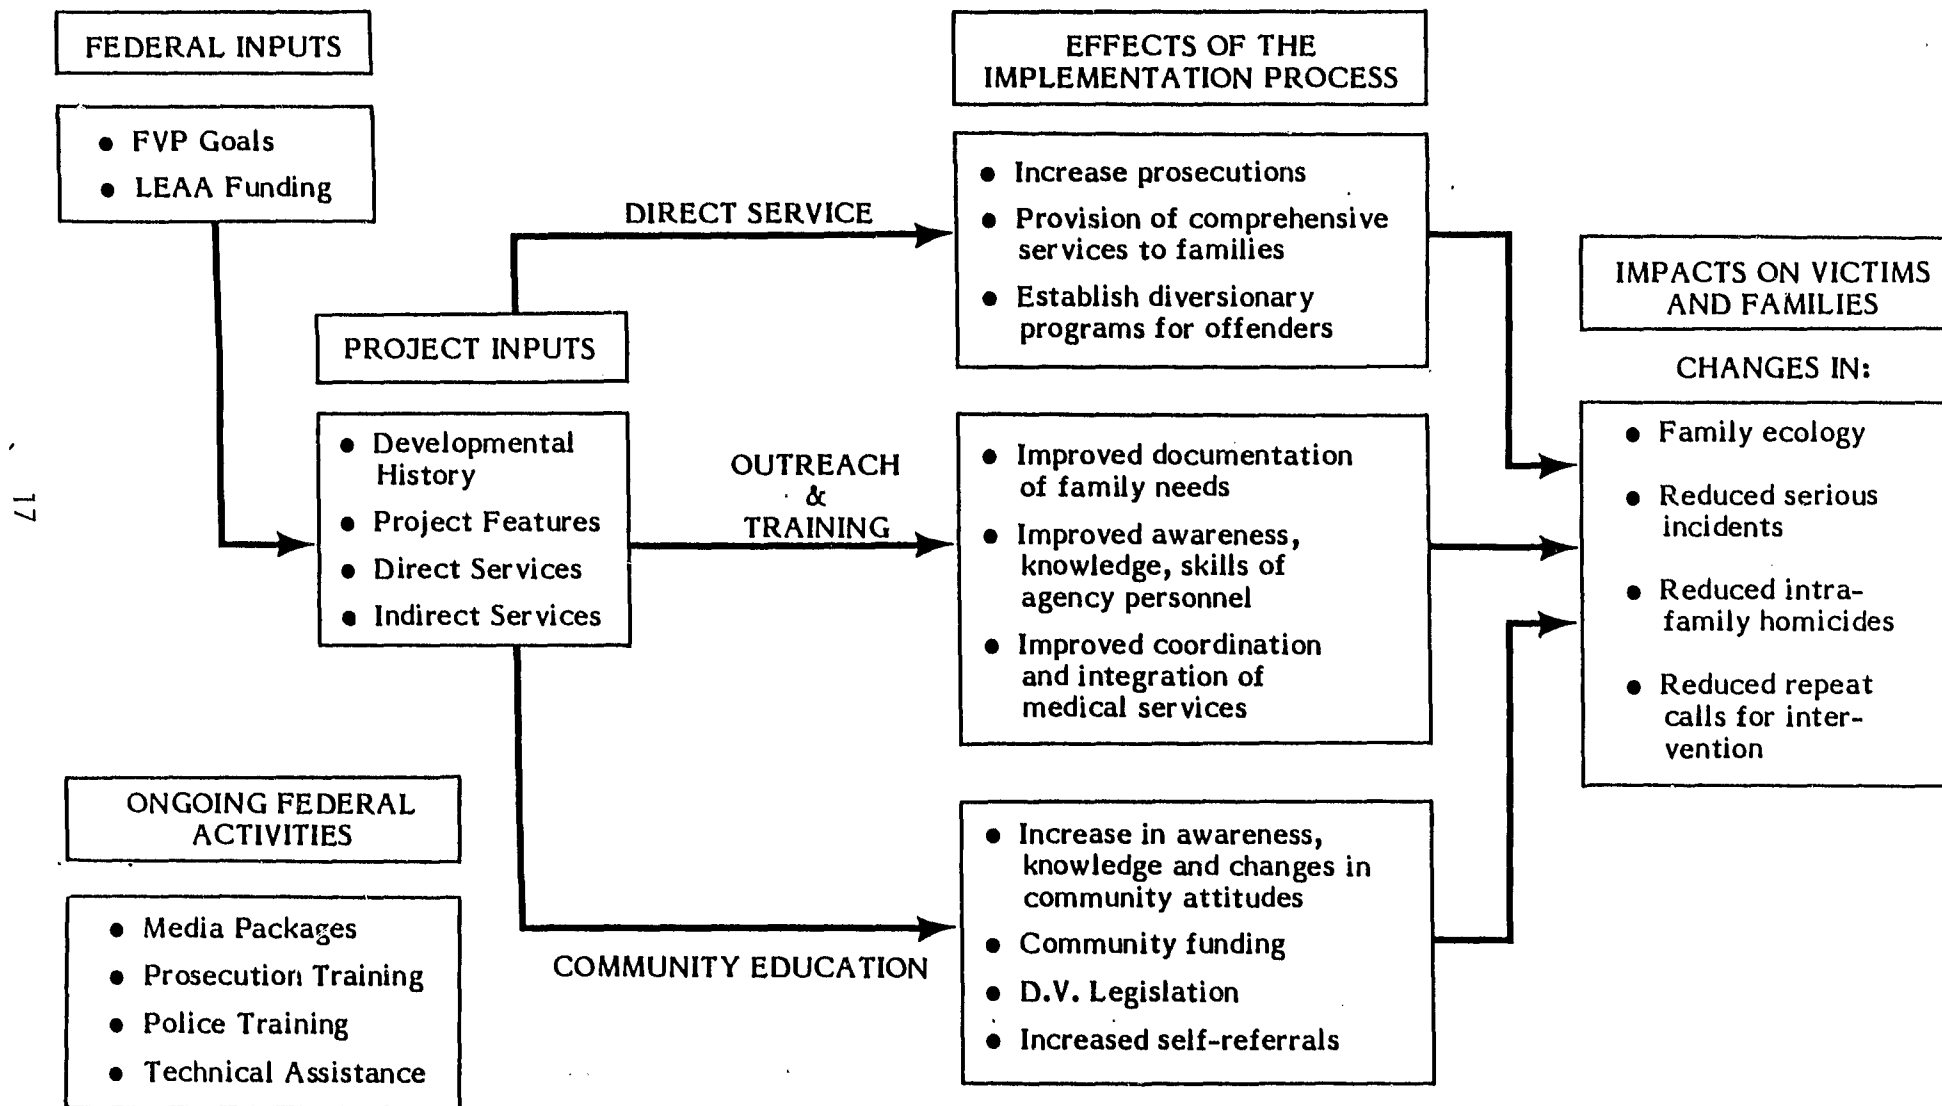 FEDERAL INPUTS
• FVP Goals
• LEAA Funding
PROJECT INPUTS
• Developmental
History
• Project Features
• Direct Services
• Indirect Services
ONGOING FEDERAL
ACTIVITIES
• Media Packages
• Prosecution Training
• Police Training
• Technical Assistance
DIRECT SERVICE
OUTREACH
&
TRAINING
COMMUNITY EDUCATION
EFFECTS OF THE
IMPLEMENTATION PROCESS
• Increase prosecutions
• Provision of comprehensive
services to families
• Establish diversionary
programs for offenders
• Improved documentation
of family needs
• Improved awareness,
knowledge, skills of
agency personnel
• Improved coordination
and integration of
medical services
• Increase in awareness,
knowledge and changes in
community attitudes
• Community funding
• D.V. Legislation
• Increased self-referrals
IMPACTS ON VICTIMS
AND FAMILIES
CHANGES IN:
• Family ecology
• Reduced serious
incidents
• Reduced intra-
family homicides
• Reduced repeat
calls for inter-
vention
17